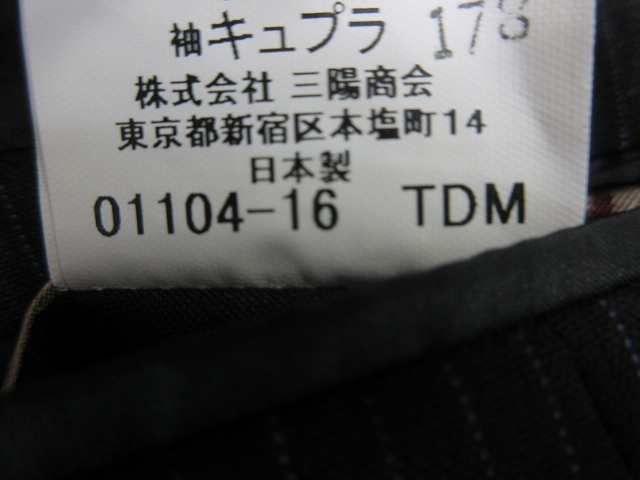 袖キュプラ 178
株式会社 三陽商会
東京都新宿区本塩町14
日本製
01104-16 TDM